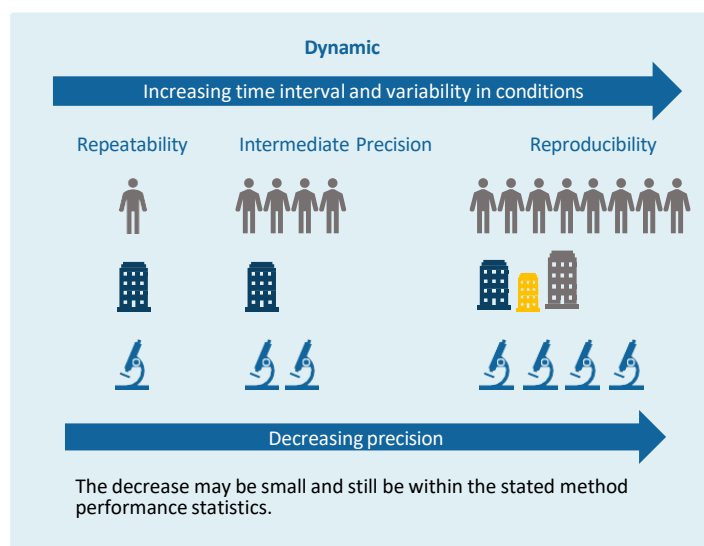 Dynamic
Increasing time interval and variability in conditions
Repeatability
Intermediate Precision
Reproducibility
Decreasing precision
The decrease may be small and still be within the stated method
performance statistics.